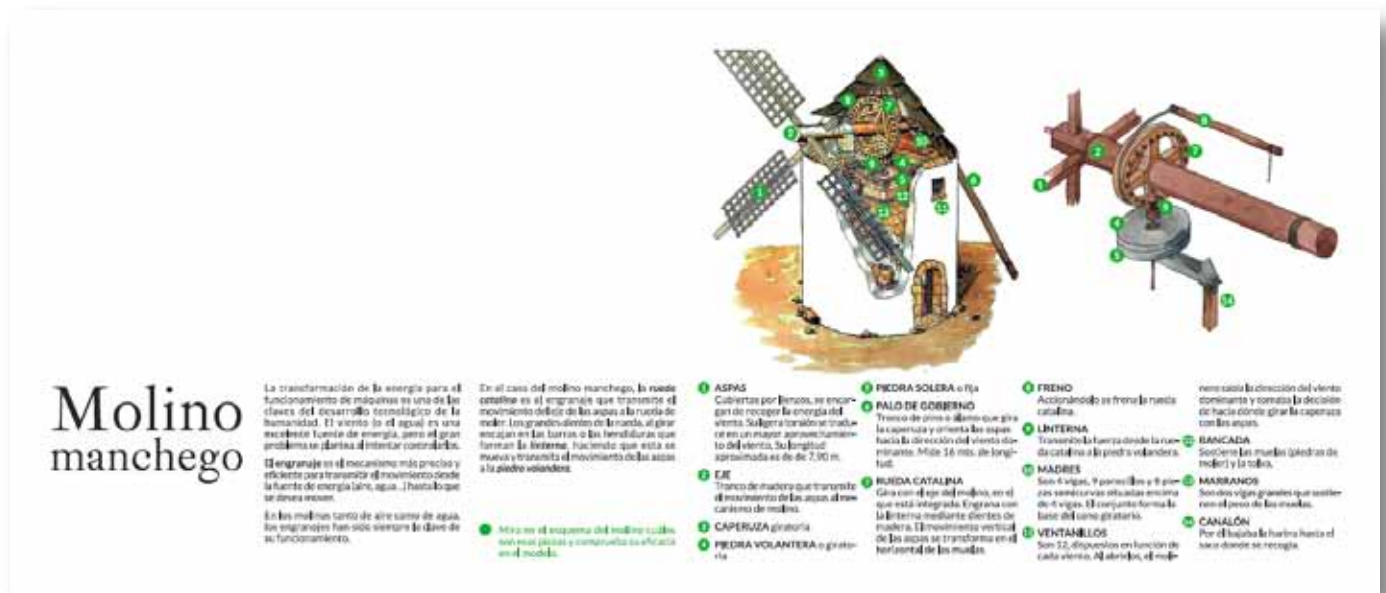 Molino
manchego
La transformación de la energía para el
funcionamiento de máquinas es una de las
claves del desarrollo tecnológico de la
humanidad. El viento (o el agua) es una
excelente fuente de energía, pero el gran
problema se plantea al intentar controlarlos.
El engranaje es el mecanismo más preciso y
eficiente para transmitir el movimiento desde
la fuente de energía (aire, agua...) hasta lo que
se desea mover.
En los molinos tanto de aire como de agua,
los engranajes han sido siempre la clave de
su funcionamiento.
En el caso del molino manchego, la rueda
catalina es el engranaje que transmite el
movimiento del eje de las aspas a la rueda de
moler. Los grandes dientes de la rueda, al girar
encajan en las barras o las hendiduras que
forman la linterna, haciendo que esta se
mueva y transmita el movimiento de las aspas
a la piedra volandera.
Mira en el esquema del molino cuáles
son esas piezas y comprueba su eficacia
en el modelo.
1 ASPAS
Cubiertas por lienzos, se encar-
gan de recoger la energía del
viento. Su ligera torsión se tradu-
ce en un mayor aprovechamien-
to del viento. Su longitud
aproximada es de de 7,90 m.
2 EJE
Tronco de madera que transmite
el movimiento de las aspas al me-
canismo de molino.
3 CAPERUZA giratoria
4 PIEDRA VOLANTERA o girato-
ria
5 PIEDRA SOLERA o fija
6 PALO DE GOBIERNO
Tronco de pino o álamo que gira
la caperuza y orienta las aspas
hacia la dirección del viento do-
minante. Mide 16 mts. de longi-
tud.
7 RUEDA CATALINA
Gira con el eje del molino, en el
que está integrada. Engrana con
la linterna mediante dientes de
madera. El movimiento vertical
de las aspas se transforma en el
horizontal de las muelas.
8 FRENO
Accionándolo se frena la rueda
catalina.
9 LINTERNA
Transmite la fuerza desde la rue-
da catalina a la piedra volandera.
10 MADRES
Son 4 vigas, 9 parecillos y 8 pie-
zas semicurvas situadas encima
de 4 vigas. El conjunto forma la
base del cono giratorio.
11 VENTANILLOS
Son 12, dispuestos en función de
cada viento. Al abrirlos, el moli-
nero sabía la dirección del viento
dominante y tomaba la decisión
de hacia dónde girar la caperuza
con las aspas.
12 BANCADA
Sostiene las muelas (piedras de
moler) y la tolva.
13 MARRANOS
Son dos vigas grandes que sostie-
nen el peso de las muelas.
14 CANALÓN
Por él bajaba la harina hasta el
saco donde se recogía.